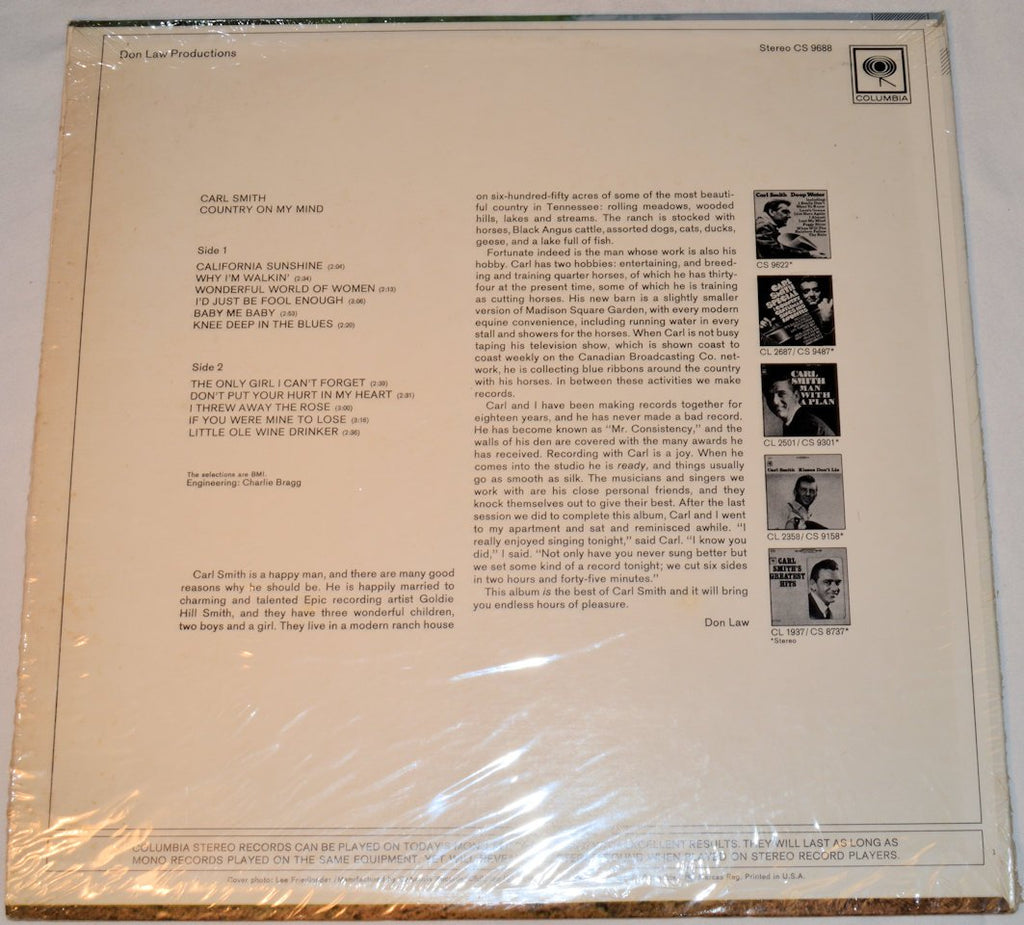 Don Law Productions
Stereo CS 9688
COLUMBIA
CARL SMITH
COUNTRY ON MY MIND
Side 1
CALIFORNIA SUNSHINE (2:04)
WHY I'M WALKIN' (2:34)
WONDERFUL WORLD OF WOMEN (2:13)
I'D JUST BE FOOL ENOUGH (3:06)
BABY ME BABY (2:53)
KNEE DEEP IN THE BLUES (2:20)
Side 2
THE ONLY GIRL I CAN'T FORGET (2:39)
DON'T PUT YOUR HURT IN MY HEART (2:31)
I THREW AWAY THE ROSE (3:00)
IF YOU WERE MINE TO LOSE (3:16)
LITTLE OLE WINE DRINKER (2:36)
The selections are BMI.
Engineering: Charlie Bragg
Carl Smith is a happy man, and there are many good
reasons why he should be. He is happily married to
charming and talented Epic recording artist Goldie
Hill Smith, and they have three wonderful children,
two boys and a girl. They live in a modern ranch house
on six-hundred-fifty acres of some of the most beauti-
ful country in Tennessee: rolling meadows, wooded
hills, lakes and streams. The ranch is stocked with
horses, Black Angus cattle, assorted dogs, cats, ducks,
geese, and a lake full of fish.
Fortunate indeed is the man whose work is also his
hobby. Carl has two hobbies: entertaining, and breed-
ing and training quarter horses, of which he has thirty-
four at the present time, some of which he is training
as cutting horses. His new barn is a slightly smaller
version of Madison Square Garden, with every modern
equine convenience, including running water in every
stall and showers for the horses. When Carl is not busy
taping his television show, which is shown coast to
coast weekly on the Canadian Broadcasting Co. net-
work, he is collecting blue ribbons around the country
with his horses. In between these activities we make
records.
Carl and I have been making records together for
eighteen years, and he has never made a bad record.
He has become known as "Mr. Consistency," and the
walls of his den are covered with the many awards he
has received. Recording with Carl is a joy. When he
comes into the studio he is ready, and things usually
go as smooth as silk. The musicians and singers we
work with are his close personal friends, and they
knock themselves out to give their best. After the last
session we did to complete this album, Carl and I went
to my apartment and sat and reminisced awhile. "I
really enjoyed singing tonight," said Carl. "I know you
did," I said. "Not only have you never sung better but
we set some kind of a record tonight; we cut six sides
in two hours and forty-five minutes."
This album is the best of Carl Smith and it will bring
you endless hours of pleasure.
Don Law
Carl Smith Deep Water
CS 9622*
CL 2687/CS 9487*
CARL
SMITH
MAN
WITH
A PLAN
CL 2501/CS 9301*
Carl Smith Kisses Don't Lie
CL 2358/CS 9158*
CARL
SMITH'S
GREATEST
HITS
CL 1937/CS 8737*
*Stereo
COLUMBIA STEREO RECORDS CAN BE PLAYED ON TODAY'S EXCELLENT RESULTS. THEY WILL LAST AS LONG AS
MONO RECORDS PLAYED ON THE SAME EQUIPMENT, YET WILL WHEN PLAYED ON STEREO RECORD PLAYERS.
Cover photo: Lee Friedlander /Manufactured by Reg. Printed in U.S.A.
1